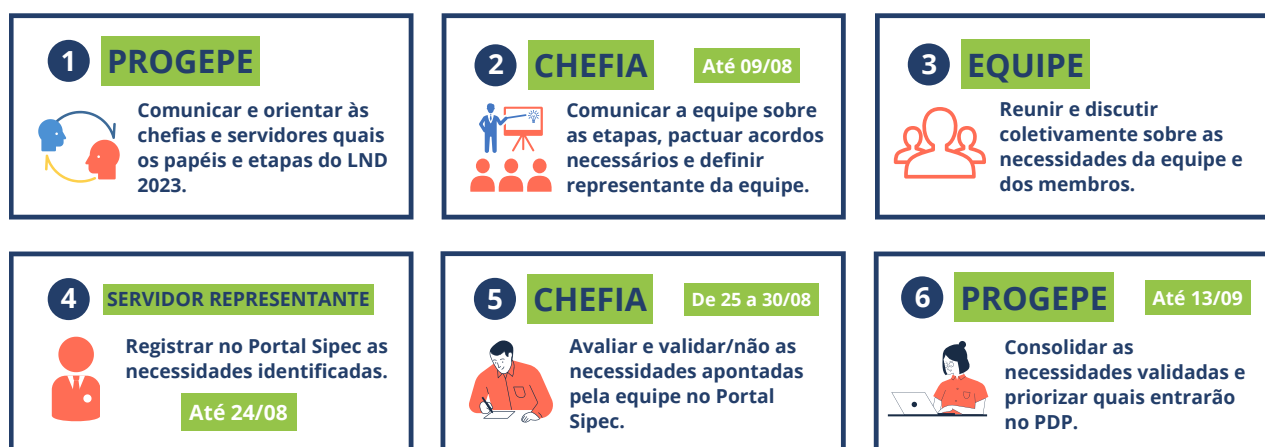 1 PROGEPE
Comunicar e orientar às
chefias e servidores quais
os papéis e etapas do LND
2023.
2 CHEFIA Até 09/08
Comunicar a equipe sobre
as etapas, pactuar acordos
necessários e definir
representante da equipe.
3 EQUIPE
Reunir e discutir
coletivamente sobre as
necessidades da equipe e
dos membros.
4 SERVIDOR REPRESENTANTE
Registrar no Portal Sipec as
necessidades identificadas.
Até 24/08
5 CHEFIA De 25 a 30/08
Avaliar e validar/não as
necessidades apontadas
pela equipe no Portal
Sipec.
6 PROGEPE Até 13/09
Consolidar as
necessidades validadas e
priorizar quais entrarão
no PDP.